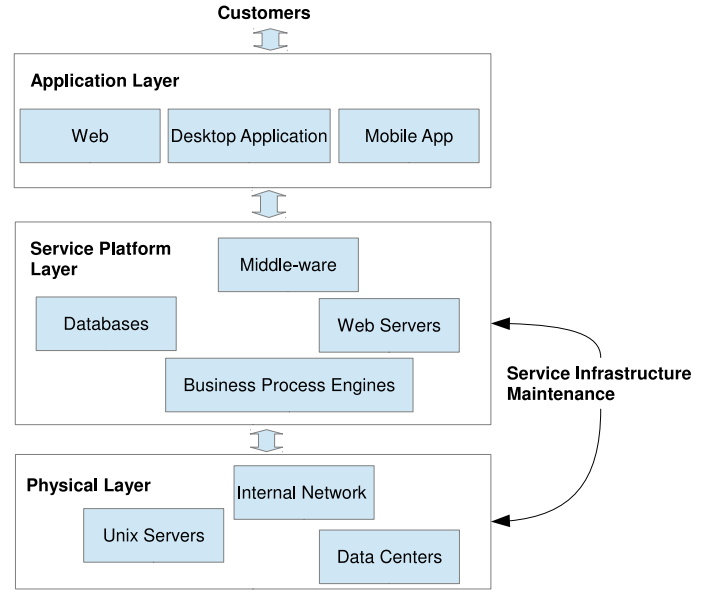 Customers
Application Layer
Web
Desktop Application
Mobile App
Service Platform
Layer
Middle-ware
Databases
Web Servers
Business Process Engines
Service Infrastructure
Maintenance
Physical Layer
Internal Network
Unix Servers
Data Centers